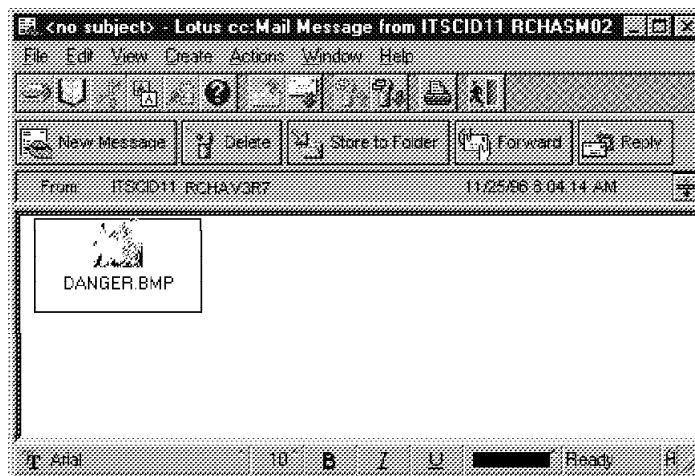 <no subject> - Lotus cc:Mail Message from ITSCID11 RCHASM02
File Edit View Create Actions Window Help
New Message Delete Store to Folder Forward Reply
From: ITSCID11 RCHAV3R7 11/25/96 8:04:14 AM
DANGER.BMP
Arial 10 B I U Ready